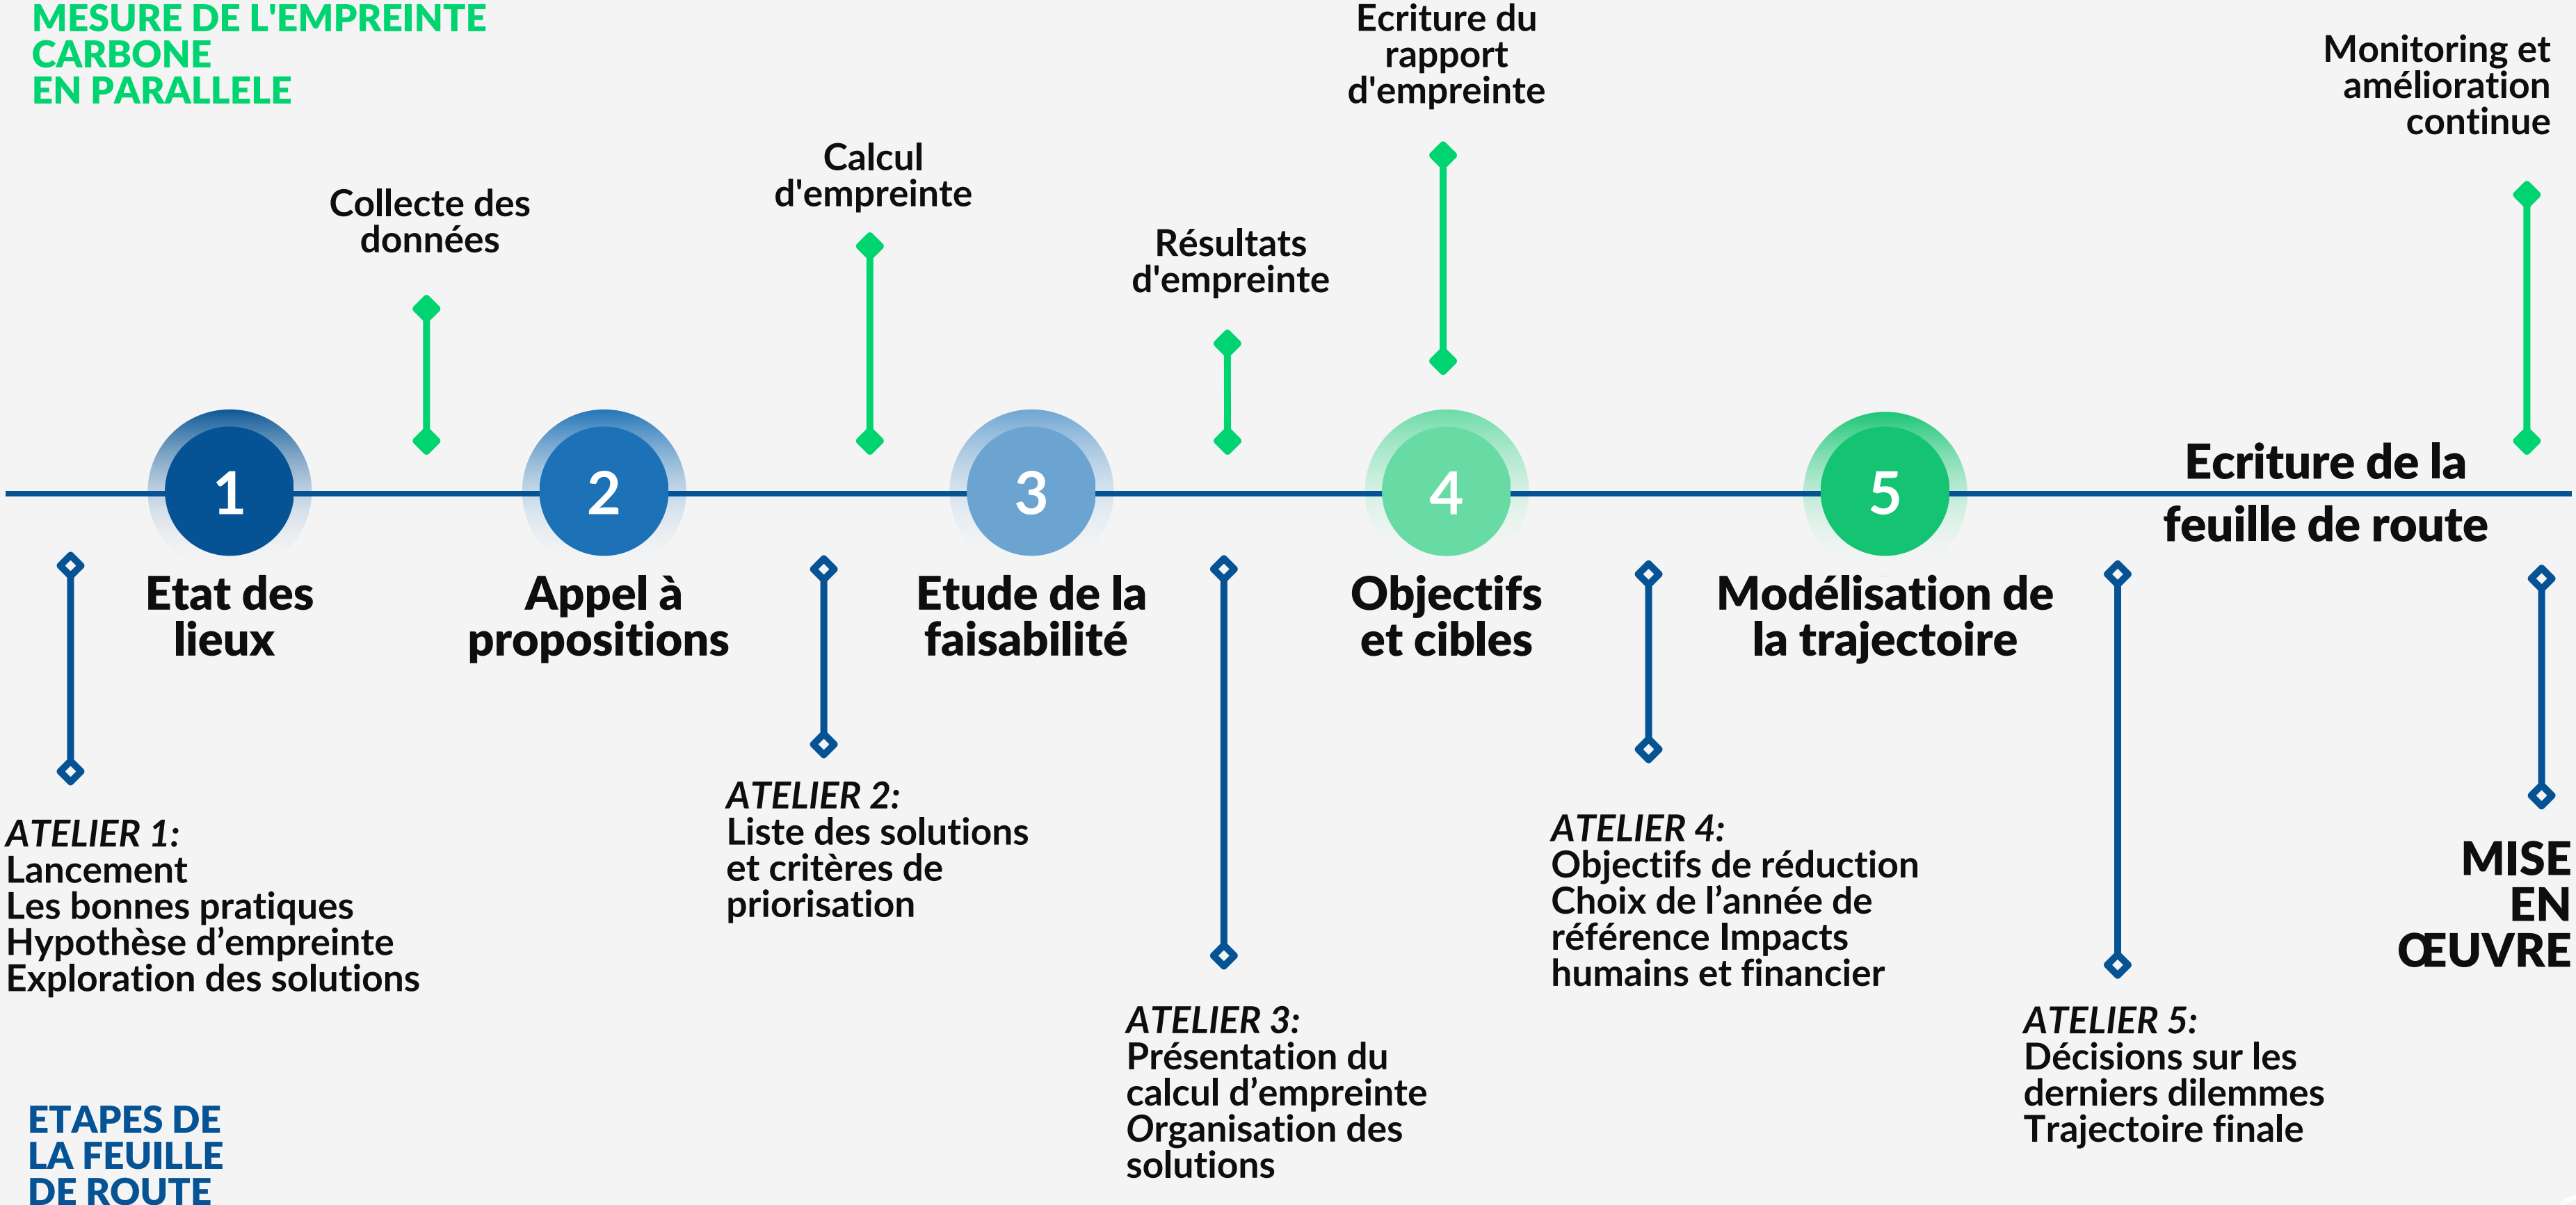 MESURE DE L'EMPREINTE
CARBONE
EN PARALLELE
Collecte des
données
Calcul
d'empreinte
Résultats
d'empreinte
Ecriture du
rapport
d'empreinte
Monitoring et
amélioration
continue
1
Etat des
lieux
2
Appel à
propositions
3
Etude de la
faisabilité
4
Objectifs
et cibles
5
Modélisation de
la trajectoire
Ecriture de la
feuille de route
ATELIER 1:
Lancement
Les bonnes pratiques
Hypothèse d’empreinte
Exploration des solutions
ATELIER 2:
Liste des solutions
et critères de
priorisation
ATELIER 3:
Présentation du
calcul d’empreinte
Organisation des
solutions
ATELIER 4:
Objectifs de réduction
Choix de l’année de
référence Impacts
humains et financier
ATELIER 5:
Décisions sur les
derniers dilemmes
Trajectoire finale
MISE
EN
ŒUVRE
ETAPES DE
LA FEUILLE
DE ROUTE